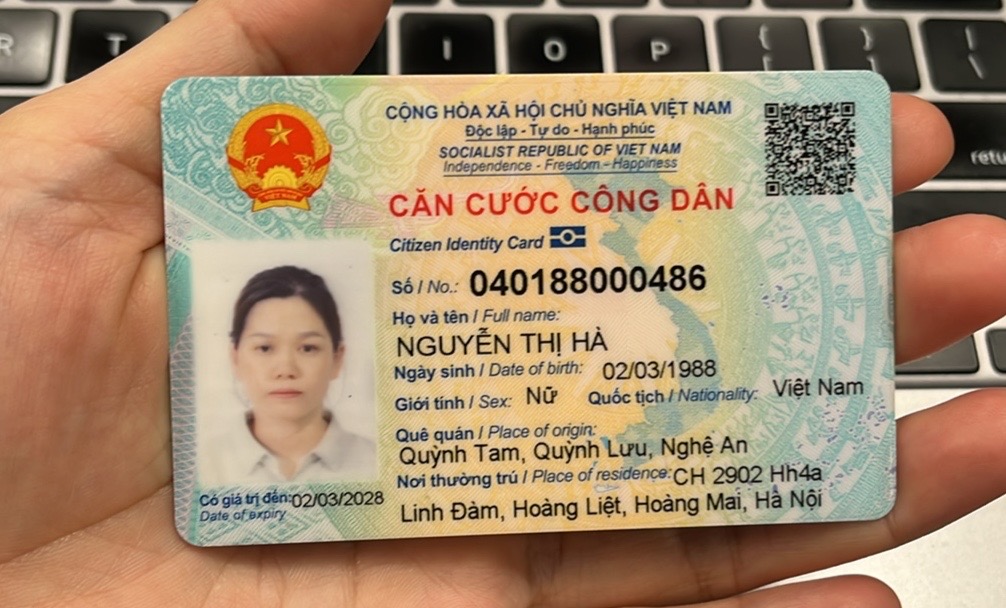 R T I O P { [ } ] | \
CỘNG HÒA XÃ HỘI CHỦ NGHĨA VIỆT NAM
Độc lập - Tự do - Hạnh phúc
SOCIALIST REPUBLIC OF VIET NAM
Independence - Freedom - Happiness
CĂN CƯỚC CÔNG DÂN
Citizen Identity Card
Số / No.: 040188000486
Họ và tên / Full name:
NGUYỄN THỊ HÀ
Ngày sinh / Date of birth: 02/03/1988
Giới tính / Sex: Nữ Quốc tịch / Nationality: Việt Nam
Quê quán / Place of origin:
Quỳnh Tam, Quỳnh Lưu, Nghệ An
Nơi thường trú / Place of residence: CH 2902 Hh4a
Linh Đàm, Hoàng Liệt, Hoàng Mai, Hà Nội
Có giá trị đến: 02/03/2028
Date of expiry